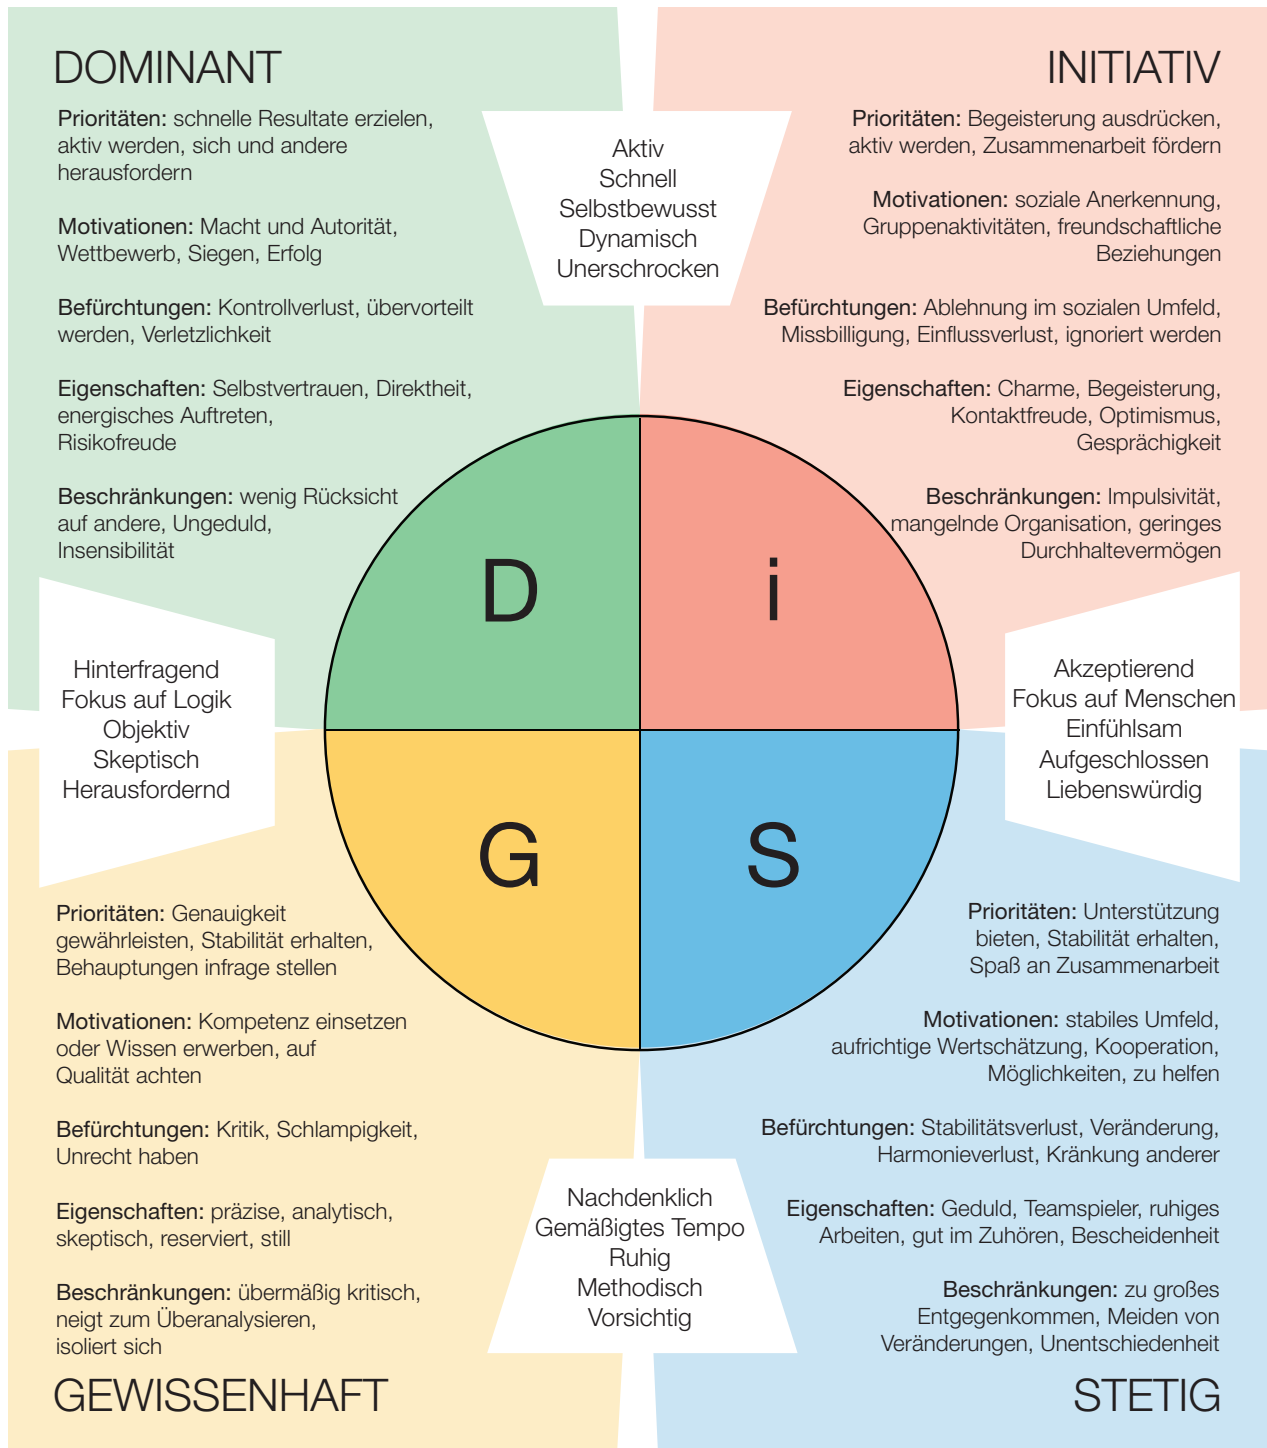 DOMINANT
Prioritäten: schnelle Resultate erzielen,
aktiv werden, sich und andere
herausfordern
Motivationen: Macht und Autorität,
Wettbewerb, Siegen, Erfolg
Befürchtungen: Kontrollverlust, übervorteilt
werden, Verletzlichkeit
Eigenschaften: Selbstvertrauen, Direktheit,
energisches Auftreten,
Risikofreude
Beschränkungen: wenig Rücksicht
auf andere, Ungeduld,
Insensibilität
Aktiv
Schnell
Selbstbewusst
Dynamisch
Unerschrocken
INITIATIV
Prioritäten: Begeisterung ausdrücken,
aktiv werden, Zusammenarbeit fördern
Motivationen: soziale Anerkennung,
Gruppenaktivitäten, freundschaftliche
Beziehungen
Befürchtungen: Ablehnung im sozialen Umfeld,
Missbilligung, Einflussverlust, ignoriert werden
Eigenschaften: Charme, Begeisterung,
Kontaktfreude, Optimismus,
Gesprächigkeit
Beschränkungen: Impulsivität,
mangelnde Organisation, geringes
Durchhaltevermögen
D
i
Hinterfragend
Fokus auf Logik
Objektiv
Skeptisch
Herausfordernd
Akzeptierend
Fokus auf Menschen
Einfühlsam
Aufgeschlossen
Liebenswürdig
G
S
Prioritäten: Genauigkeit
gewährleisten, Stabilität erhalten,
Behauptungen infrage stellen
Motivationen: Kompetenz einsetzen
oder Wissen erwerben, auf
Qualität achten
Befürchtungen: Kritik, Schlampigkeit,
Unrecht haben
Eigenschaften: präzise, analytisch,
skeptisch, reserviert, still
Beschränkungen: übermäßig kritisch,
neigt zum Überanalysieren,
isoliert sich
GEWISSENHAFT
Nachdenklich
Gemäßigtes Tempo
Ruhig
Methodisch
Vorsichtig
Prioritäten: Unterstützung
bieten, Stabilität erhalten,
Spaß an Zusammenarbeit
Motivationen: stabiles Umfeld,
aufrichtige Wertschätzung, Kooperation,
Möglichkeiten, zu helfen
Befürchtungen: Stabilitätsverlust, Veränderung,
Harmonieverlust, Kränkung anderer
Eigenschaften: Geduld, Teamspieler, ruhiges
Arbeiten, gut im Zuhören, Bescheidenheit
Beschränkungen: zu großes
Entgegenkommen, Meiden von
Veränderungen, Unentschiedenheit
STETIG